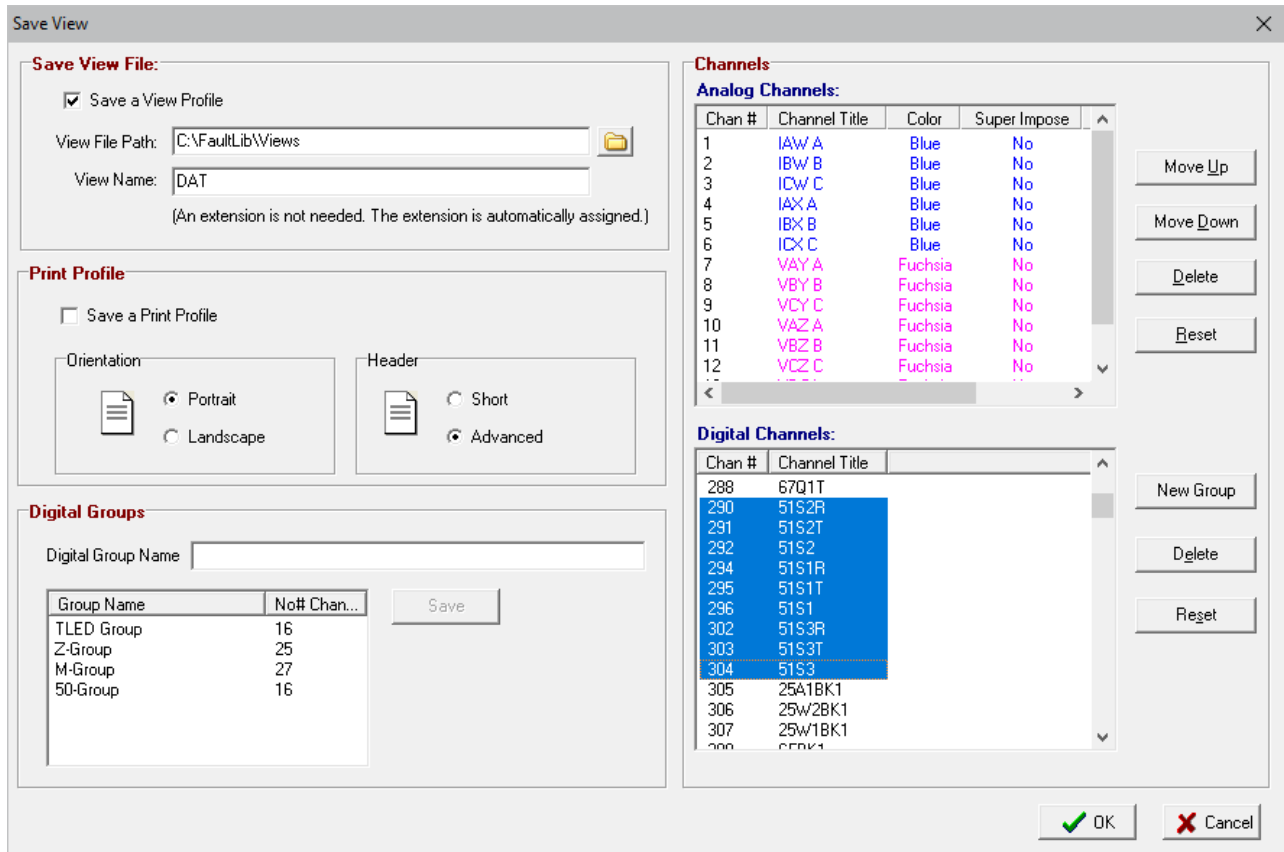 Save View
Save View File:
Save a View Profile
View File Path: C:\FaultLib\Views
View Name: DAT
(An extension is not needed. The extension is automatically assigned.)
Print Profile
Save a Print Profile
Orientation
Portrait
Landscape
Header
Short
Advanced
Digital Groups
Digital Group Name
Group Name No# Chan...
TLED Group 16
Z-Group 25
M-Group 27
50-Group 16
Save
Channels
Analog Channels:
Chan # Channel Title Color Super Impose
1 IAW A Blue No
2 IBW B Blue No
3 ICW C Blue No
4 IAX A Blue No
5 IBX B Blue No
6 ICX C Blue No
7 VAY A Fuchsia No
8 VBY B Fuchsia No
9 VCY C Fuchsia No
10 VAZ A Fuchsia No
11 VBZ B Fuchsia No
12 VCZ C Fuchsia No
Move Up
Move Down
Delete
Reset
Digital Channels:
Chan # Channel Title
288 67Q1T
290 51S2R
291 51S2T
292 51S2
294 51S1R
295 51S1T
296 51S1
302 51S3R
303 51S3T
304 51S3
305 25A1BK1
306 25W2BK1
307 25W1BK1
New Group
Delete
Reset
OK
Cancel